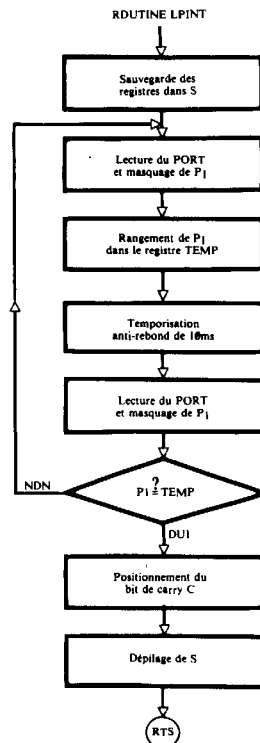 RDUTINE LPINT
Sauvegarde des
registres dans S
Lecture du PORT
et masquage de P1
Rangement de P1
dans le registre TEMP
Temporisation
anti-rebond de 10ms
Lecture du PORT
et masquage de P1
?
P1 = TEMP
NDN
DUI
Positionnement du
bit de carry C
Dépilage de S
RTS